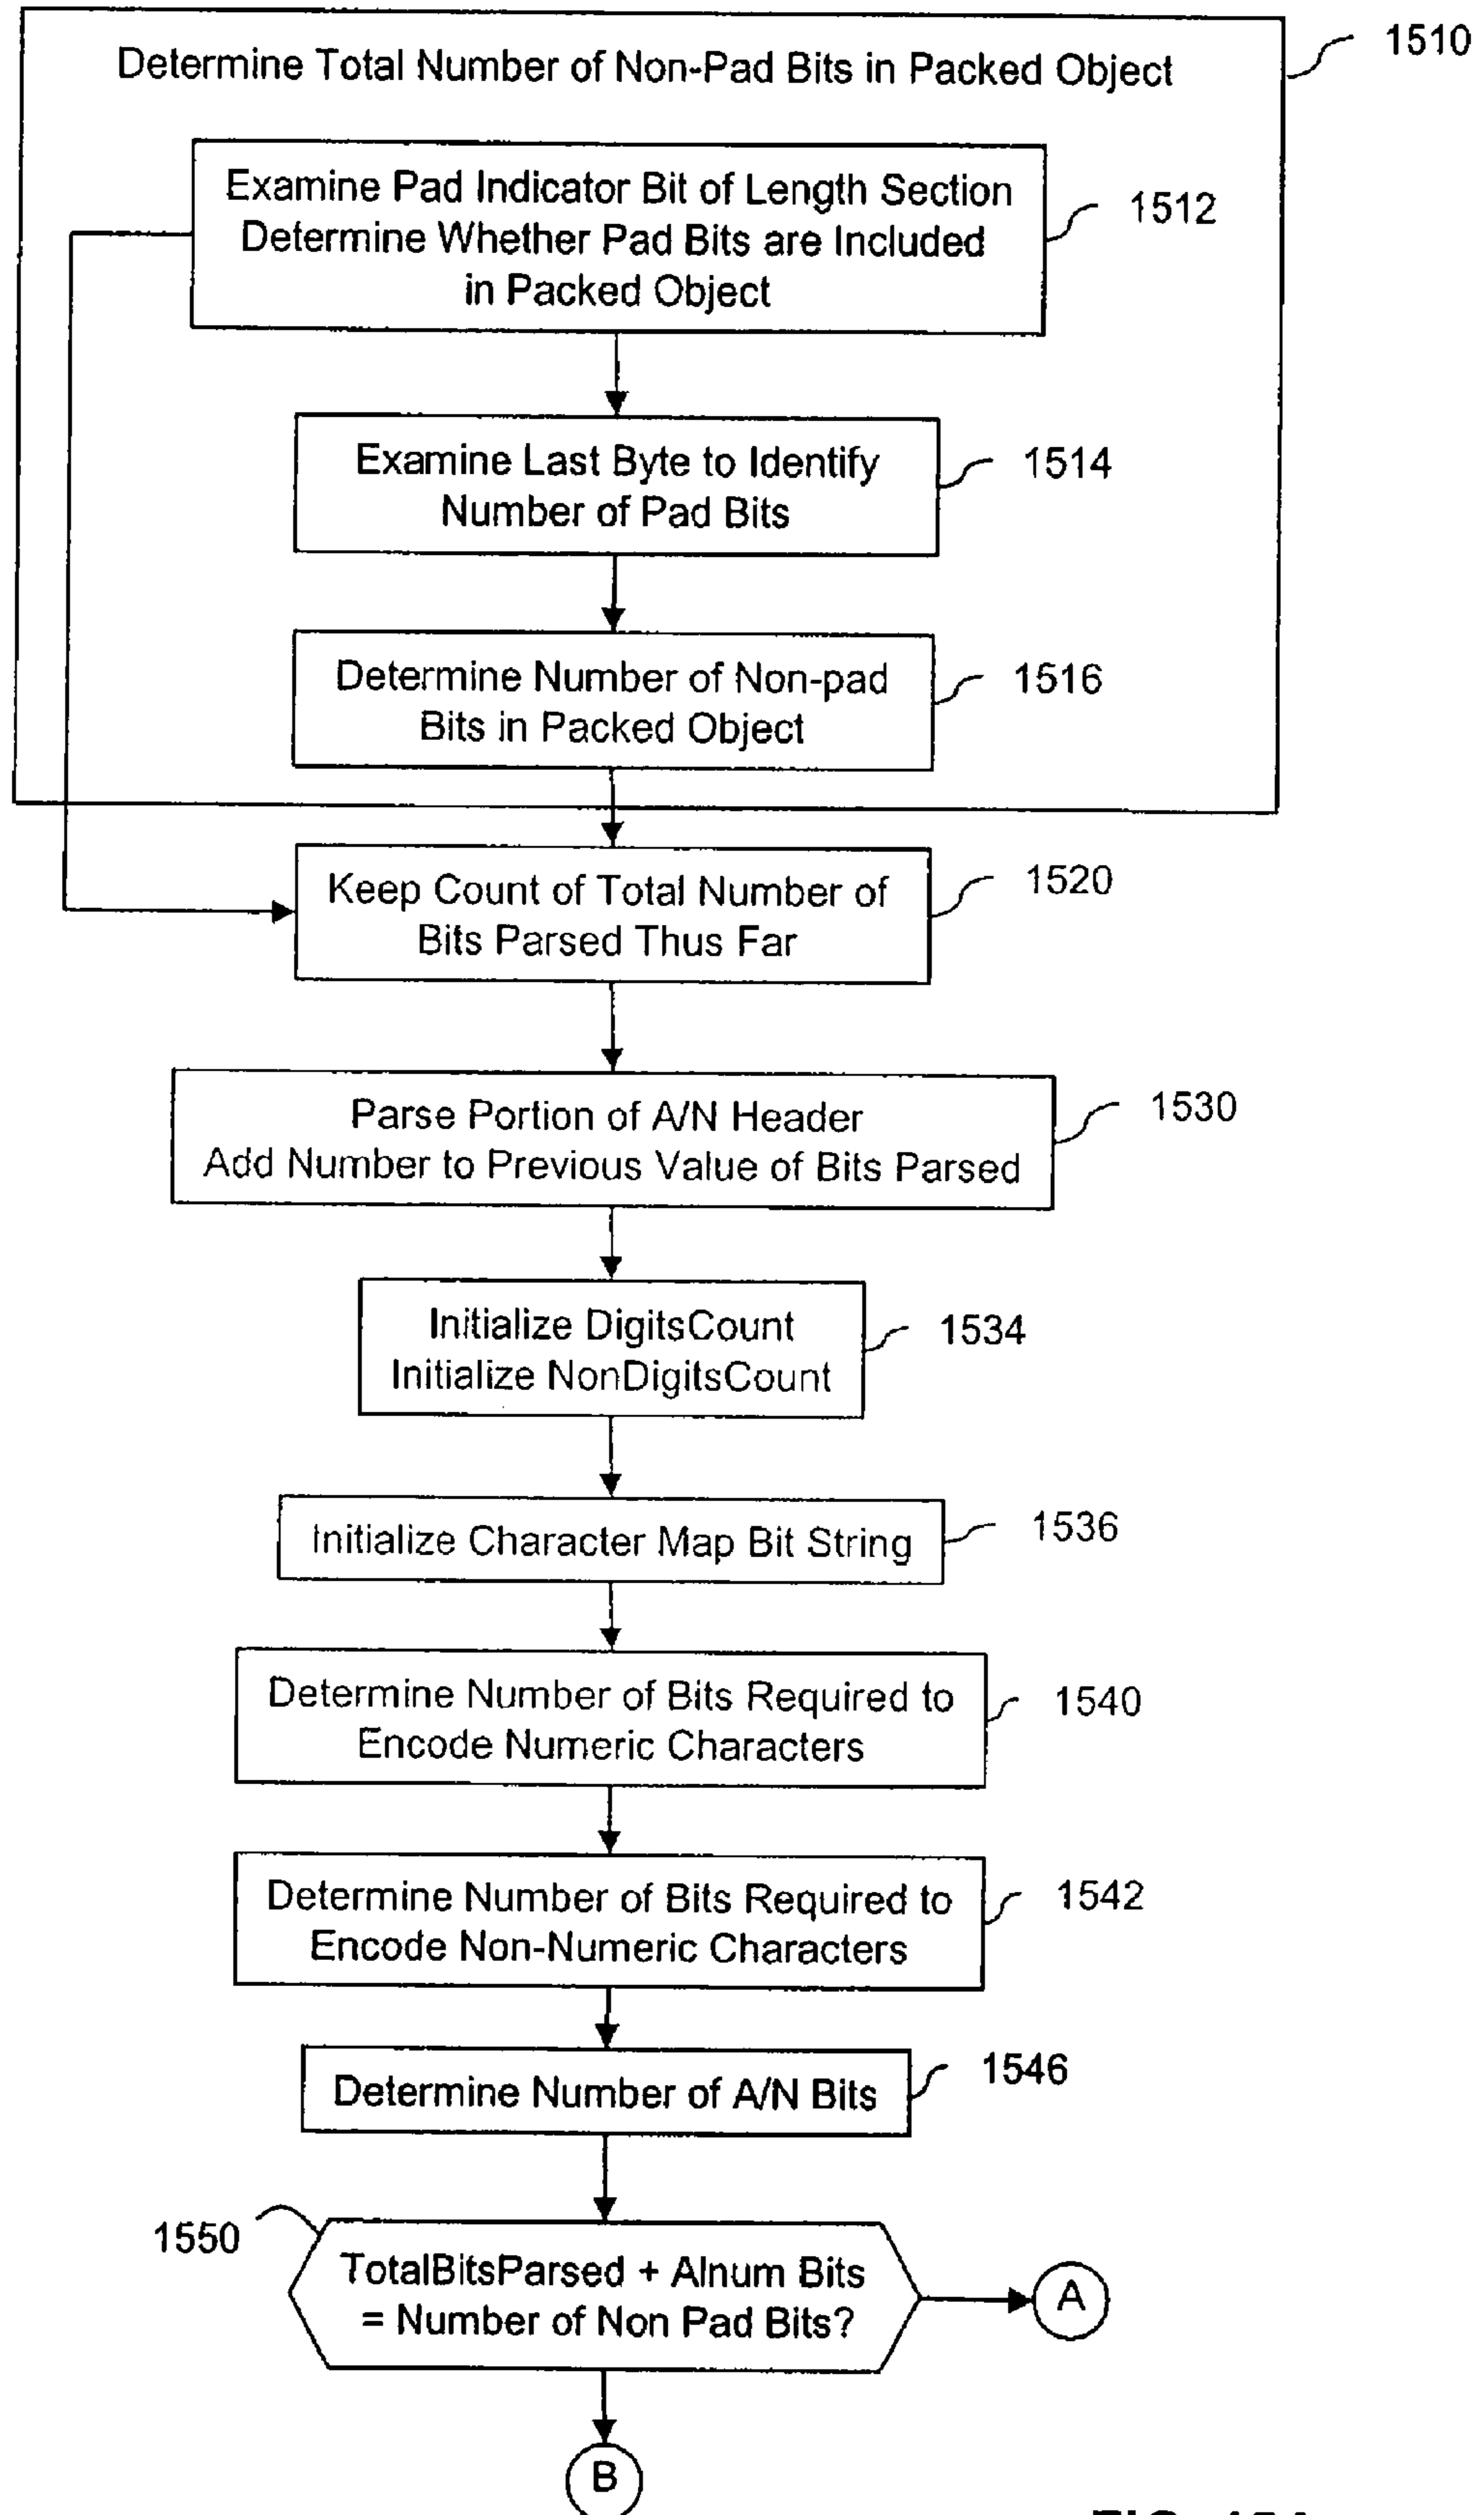 Determine Total Number of Non-Pad Bits in Packed Object
1510
Examine Pad Indicator Bit of Length Section
Determine Whether Pad Bits are Included
in Packed Object
1512
Examine Last Byte to Identify
Number of Pad Bits
1514
Determine Number of Non-pad
Bits in Packed Object
1516
Keep Count of Total Number of
Bits Parsed Thus Far
1520
Parse Portion of A/N Header
Add Number to Previous Value of Bits Parsed
1530
Initialize DigitsCount
Initialize NonDigitsCount
1534
Initialize Character Map Bit String
1536
Determine Number of Bits Required to
Encode Numeric Characters
1540
Determine Number of Bits Required to
Encode Non-Numeric Characters
1542
Determine Number of A/N Bits
1546
1550
TotalBitsParsed + Alnum Bits
= Number of Non Pad Bits?
A
B